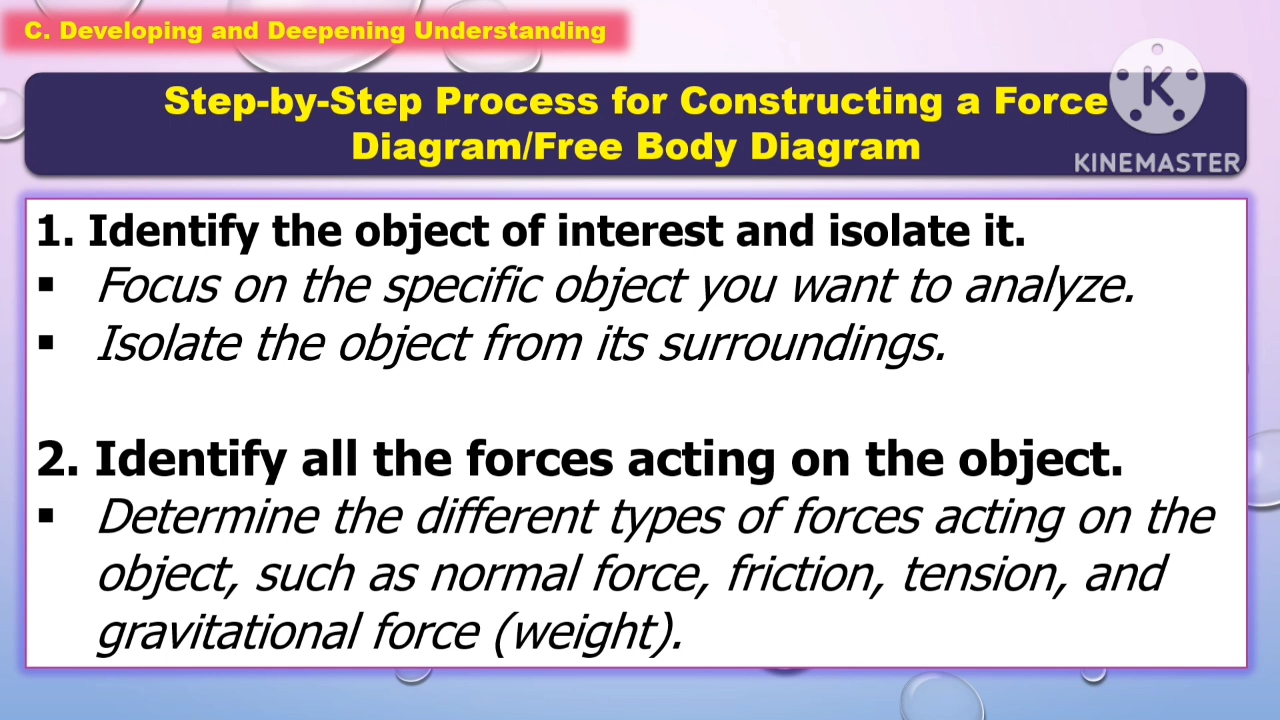 C. Developing and Deepening Understanding
Step-by-Step Process for Constructing a Force
Diagram/Free Body Diagram
K
KINEMASTER
1. Identify the object of interest and isolate it.
▪ Focus on the specific object you want to analyze.
▪ Isolate the object from its surroundings.
2. Identify all the forces acting on the object.
▪ Determine the different types of forces acting on the
object, such as normal force, friction, tension, and
gravitational force (weight).